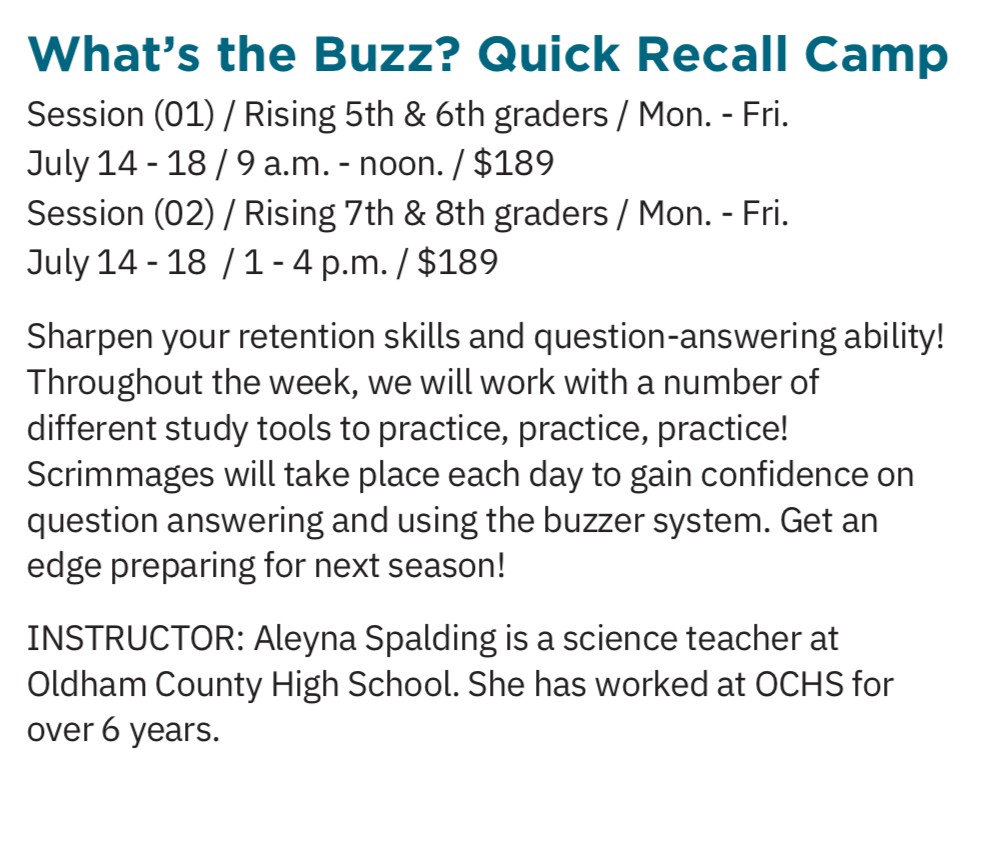 What’s the Buzz? Quick Recall Camp
Session (01) / Rising 5th & 6th graders / Mon. - Fri.
July 14 - 18 / 9 a.m. - noon. / $189
Session (02) / Rising 7th & 8th graders / Mon. - Fri.
July 14 - 18 / 1 - 4 p.m. / $189
Sharpen your retention skills and question-answering ability!
Throughout the week, we will work with a number of
different study tools to practice, practice, practice!
Scrimmages will take place each day to gain confidence on
question answering and using the buzzer system. Get an
edge preparing for next season!
INSTRUCTOR: Aleyna Spalding is a science teacher at
Oldham County High School. She has worked at OCHS for
over 6 years.